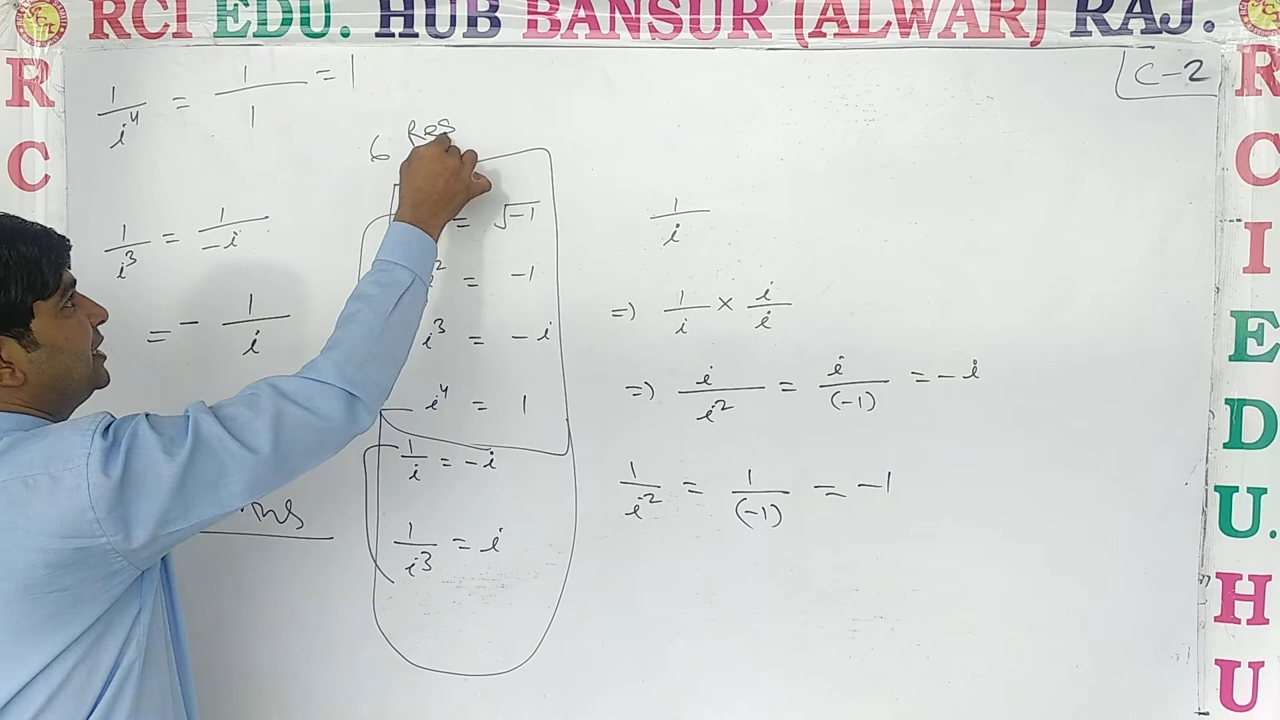 RCI EDU. HUB BANSUR (ALWAR) RAJ.
R
C
R
C
I
E
D
U.
H
U
C-2
1/i⁴ = 1/1 = 1
1/i³ = 1/-i
= - 1/i
6 Res
= √-1
i² = -1
i³ = -i
i⁴ = 1
1/i = -i
1/i³ = i
1/i
=) 1/i × i/i
=) i/i² = i/(-1) = -i
1/i² = 1/(-1) = -1